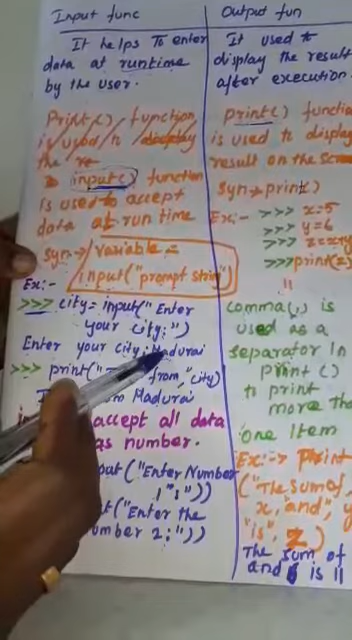 Input func
It helps to enter
data at runtime
by the user.
Print() function
is used to display
the re
input() function
is used to accept
data at run time
Syn → variable =
input("prompt string")
Ex:-
>>> city = input("Enter
your city:")
Enter your city: Madurai
>>> print(" from, city)
Madurai
accept all data
as number.
("Enter Number
1":"))
("Enter the
number 2:"))
Output fun
It used to
display the result
after execution.
print() function
is used to display
result on the screen
Syn → print()
Ex:- >>> x=5
>>> y=6
>>> z=x+y
>>> print(z)
11
comma(,) is
used as a
separator in
print ()
to print
more than
one item
Ex:-> print
("The sum of",
x, "and", y
"is", z)
The sum of
and 6 is 11